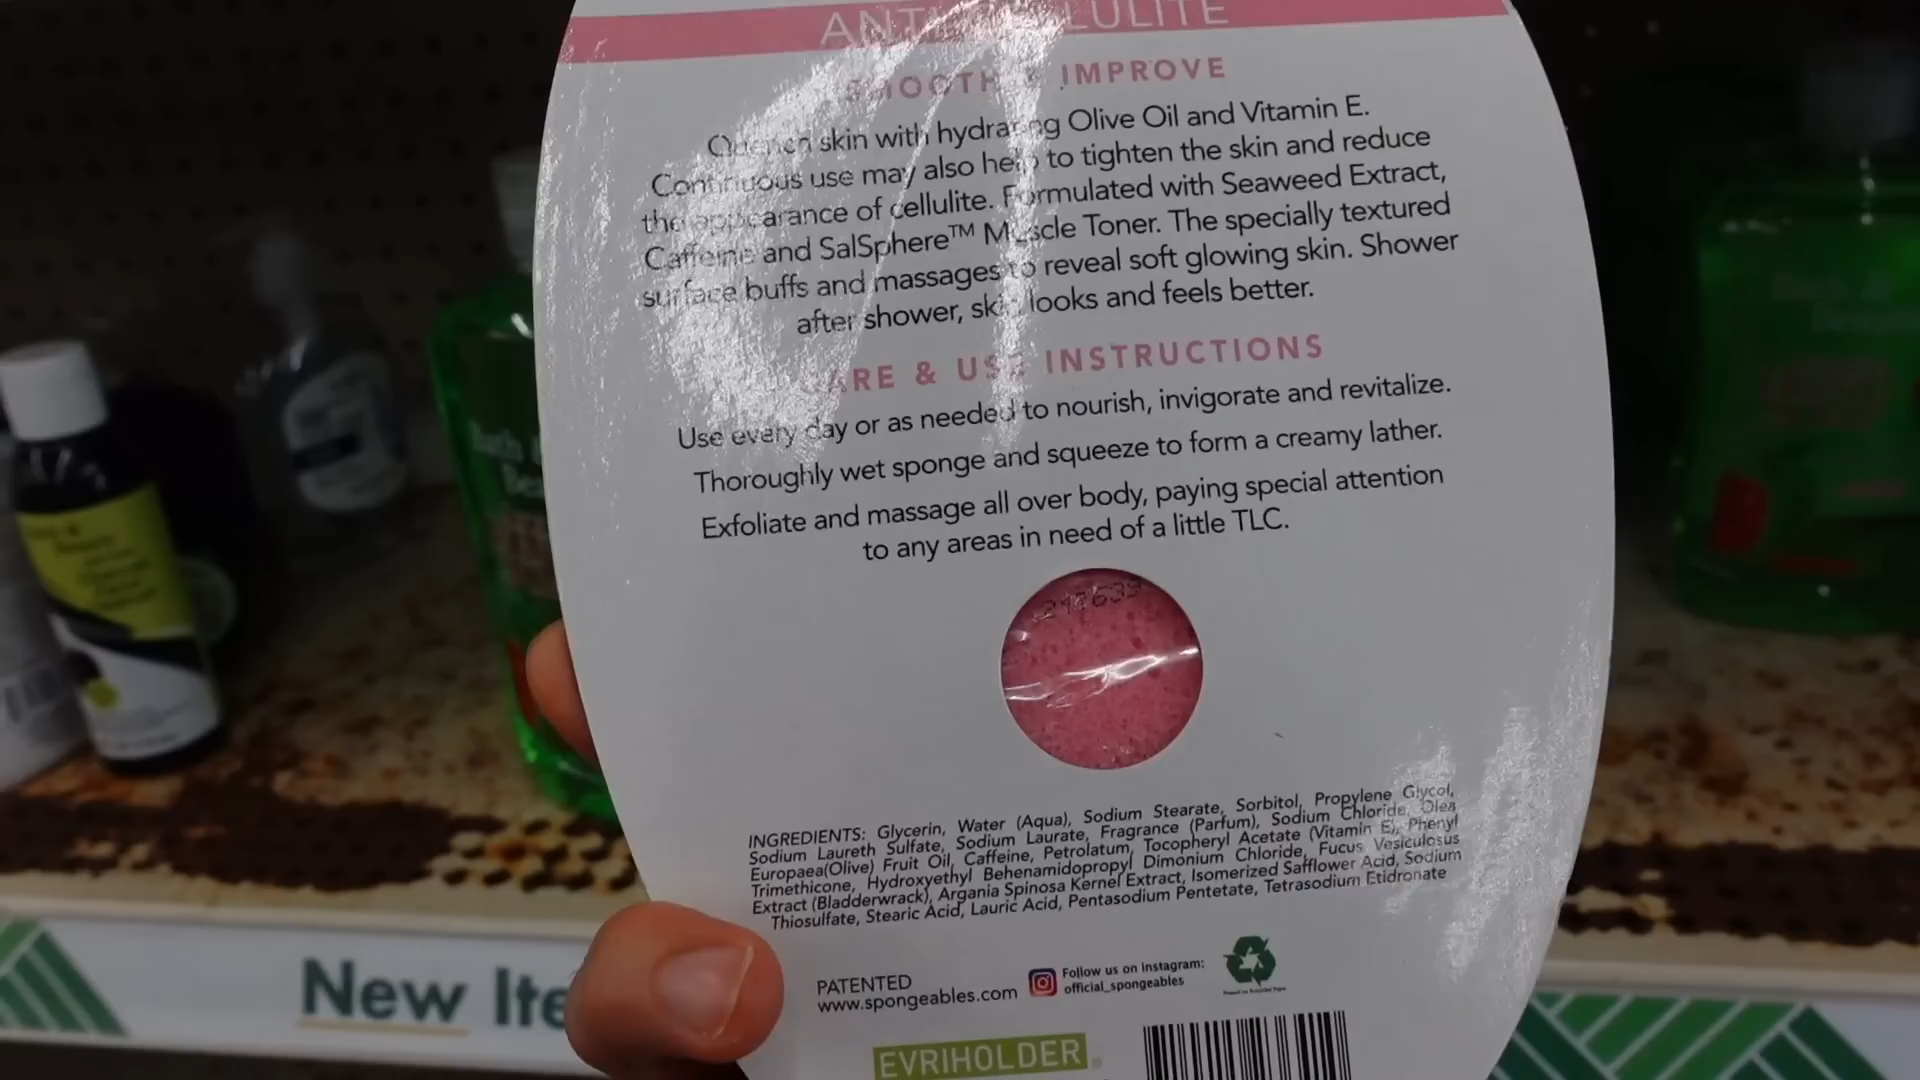 ANTI-CELLULITE
SMOOTH & IMPROVE
Quench skin with hydrating Olive Oil and Vitamin E.
Continuous use may also help to tighten the skin and reduce
the appearance of cellulite. Formulated with Seaweed Extract,
Caffeine and SalSphere™ Muscle Toner. The specially textured
surface buffs and massages to reveal soft glowing skin. Shower
after shower, skin looks and feels better.
CARE & USE INSTRUCTIONS
Use every day or as needed to nourish, invigorate and revitalize.
Thoroughly wet sponge and squeeze to form a creamy lather.
Exfoliate and massage all over body, paying special attention
to any areas in need of a little TLC.
INGREDIENTS: Glycerin, Water (Aqua), Sodium Stearate, Sorbitol, Propylene Glycol,
Sodium Laureth Sulfate, Sodium Laurate, Fragrance (Parfum), Sodium Chloride, Olea
Europaea(Olive) Fruit Oil, Caffeine, Petrolatum, Tocopheryl Acetate (Vitamin E), Phenyl
Trimethicone, Hydroxyethyl Behenamidopropyl Dimonium Chloride, Fucus Vesiculosus
Extract (Bladderwrack), Argania Spinosa Kernel Extract, Isomerized Safflower Acid, Sodium
Thiosulfate, Stearic Acid, Lauric Acid, Pentasodium Pentetate, Tetrasodium Etidronate
PATENTED
www.spongeables.com
Follow us on Instagram:
official_spongeables
EVRIHOLDER
New Ite